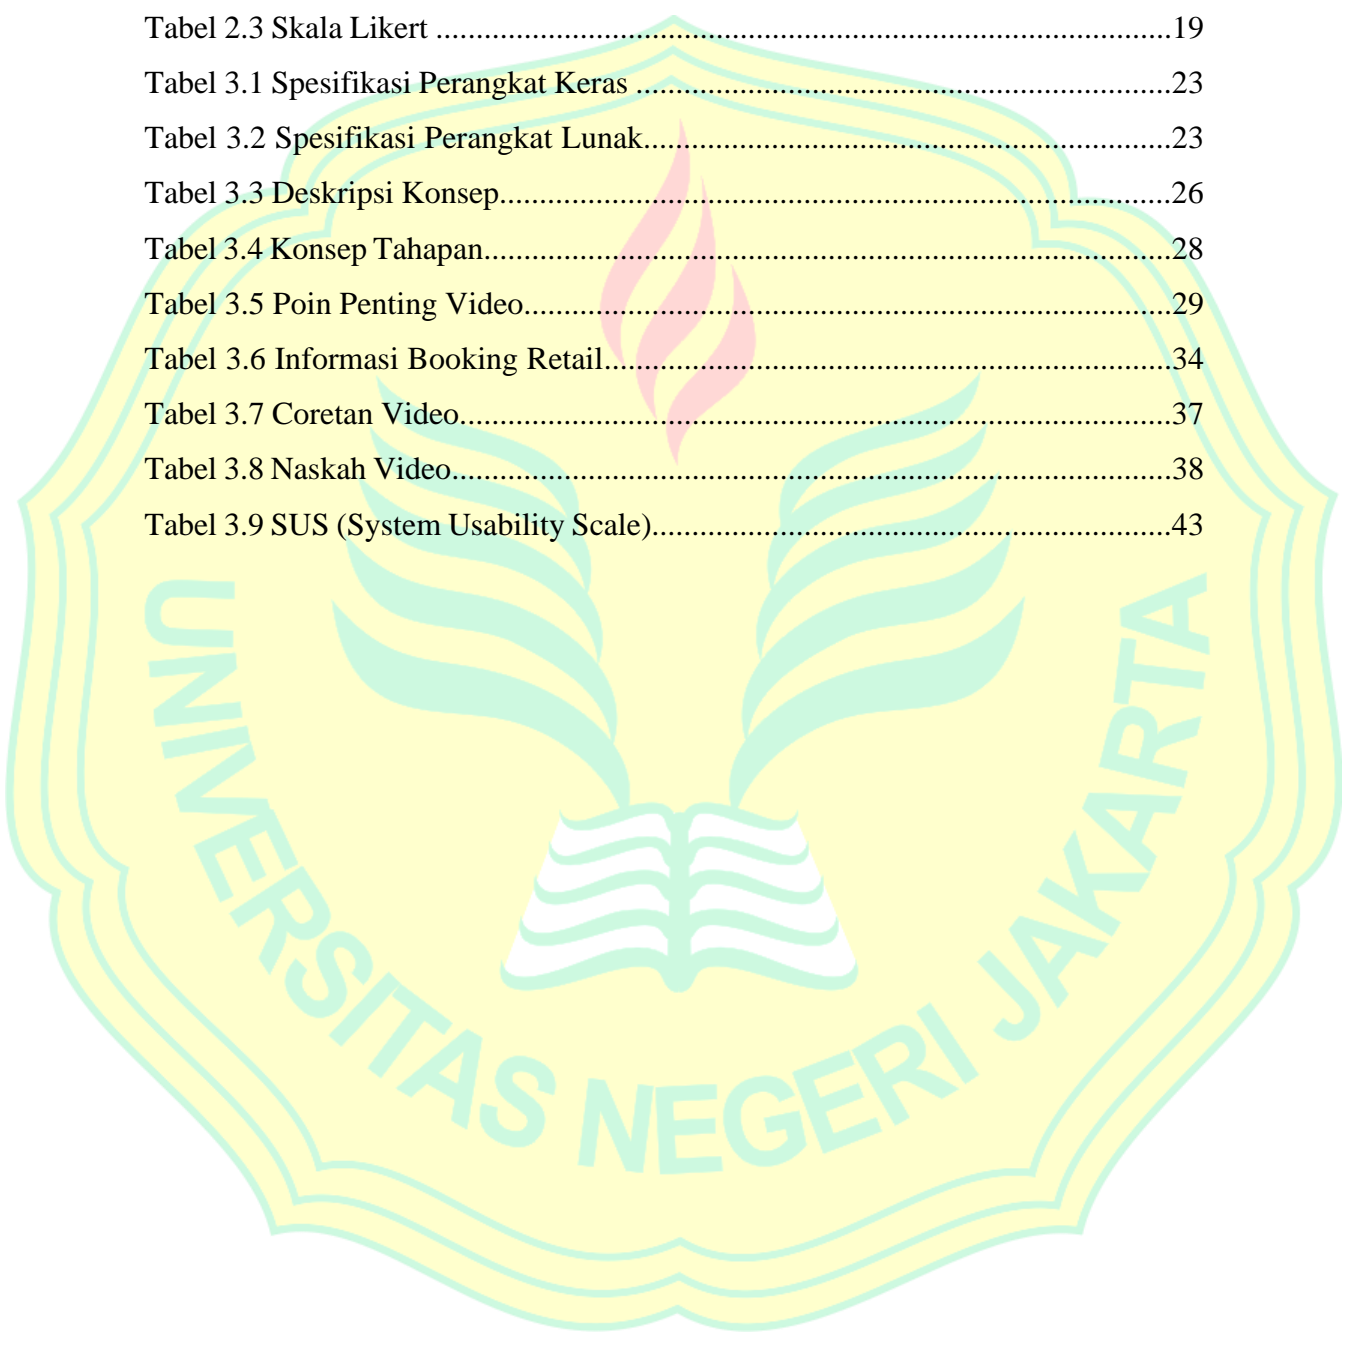 Tabel 2.3 Skala Likert ............................................................................................19
Tabel 3.1 Spesifikasi Perangkat Keras ...................................................................23
Tabel 3.2 Spesifikasi Perangkat Lunak..................................................................23
Tabel 3.3 Deskripsi Konsep....................................................................................26
Tabel 3.4 Konsep Tahapan......................................................................................28
Tabel 3.5 Poin Penting Video.................................................................................29
Tabel 3.6 Informasi Booking Retail.......................................................................34
Tabel 3.7 Coretan Video.........................................................................................37
Tabel 3.8 Naskah Video..........................................................................................38
Tabel 3.9 SUS (System Usability Scale).................................................................43
UNIVERSITAS NEGERI JAKARTA